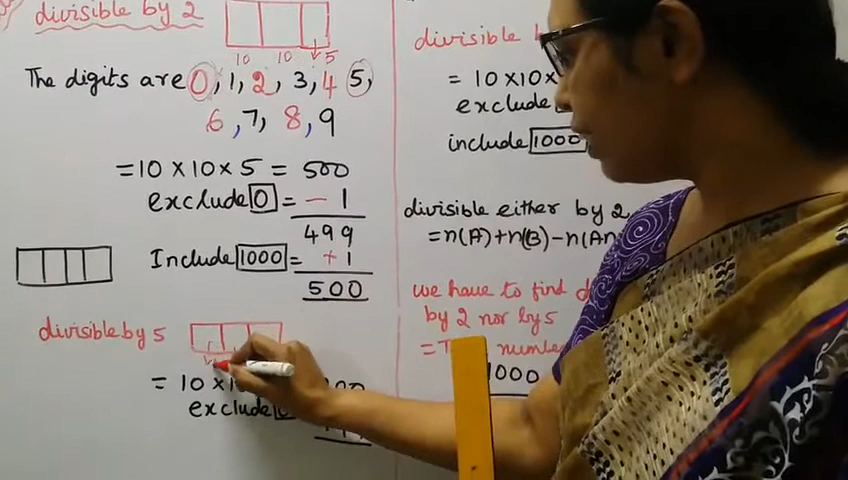 divisible by 2
10 10 5
The digits are 0, 1, 2, 3, 4 5,
6, 7, 8, 9
= 10 x 10 x 5 = 500
exclude 0 = - 1
499
Include 1000 = + 1
500
divisible by 5
= 10 x
exclude
divisible
= 10 x 10 x
exclude
include 1000
divisible either by 2
= n(A) + n(B) - n(A
we have to find
by 2 nor by 5
1000